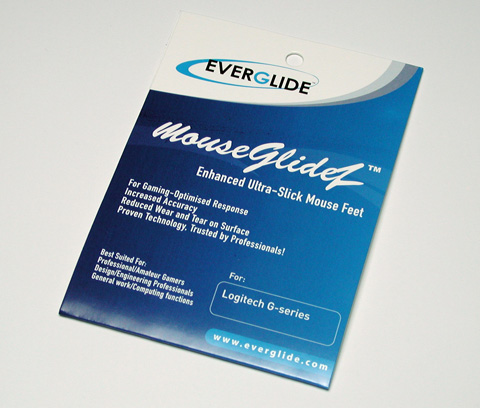 EVERGLIDE™
MouseGlidez™
Enhanced Ultra-Slick Mouse Feet
For Gaming-Optimised Response
Increased Accuracy
Reduced Wear and Tear on Surface
Proven Technology, Trusted by Professionals!
Best Suited For:
Professional/Amateur Gamers
Design/Engineering Professionals
General work/Computing functions
For:
Logitech G-series
www.everglide.com